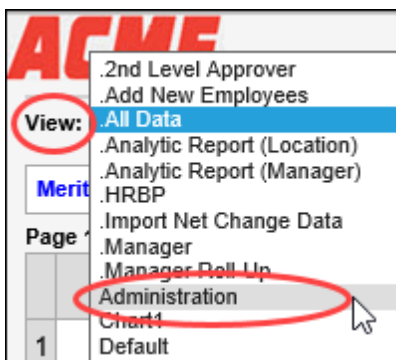 ACME
.2nd Level Approver
.Add New Employees
View:
.All Data
.Analytic Report (Location)
.Analytic Report (Manager)
Merit
.HRBP
.Import Net Change Data
Page
.Manager
.Manager Roll-Up
Administration
Chart1
1
Default